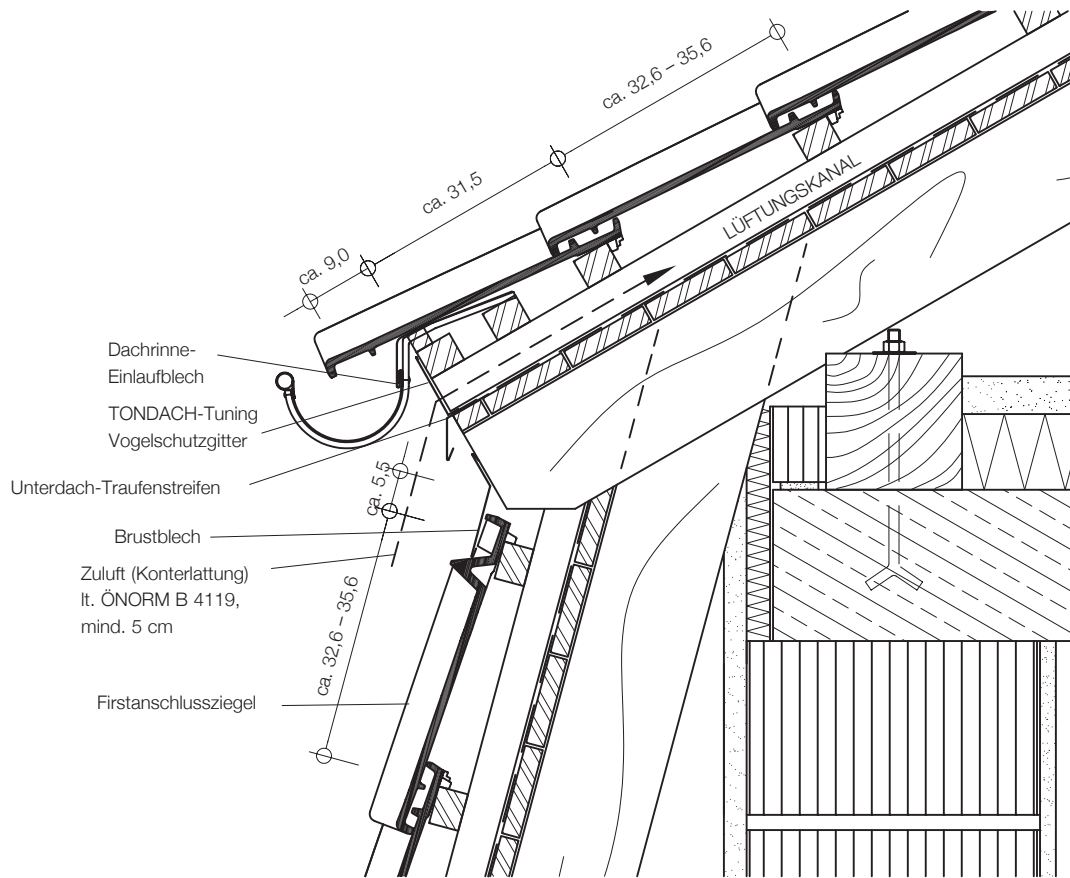 ca. 32,6 – 35,6
ca. 31,5
ca. 9,0
LÜFTUNGSKANAL
Dachrinne-
Einlaufblech
TONDACH-Tuning
Vogelschutzgitter
Unterdach-Traufenstreifen
ca. 5,5
Brustblech
Zuluft (Konterlattung)
lt. ÖNORM B 4119,
mind. 5 cm
ca. 32,6 – 35,6
Firstanschlussziegel